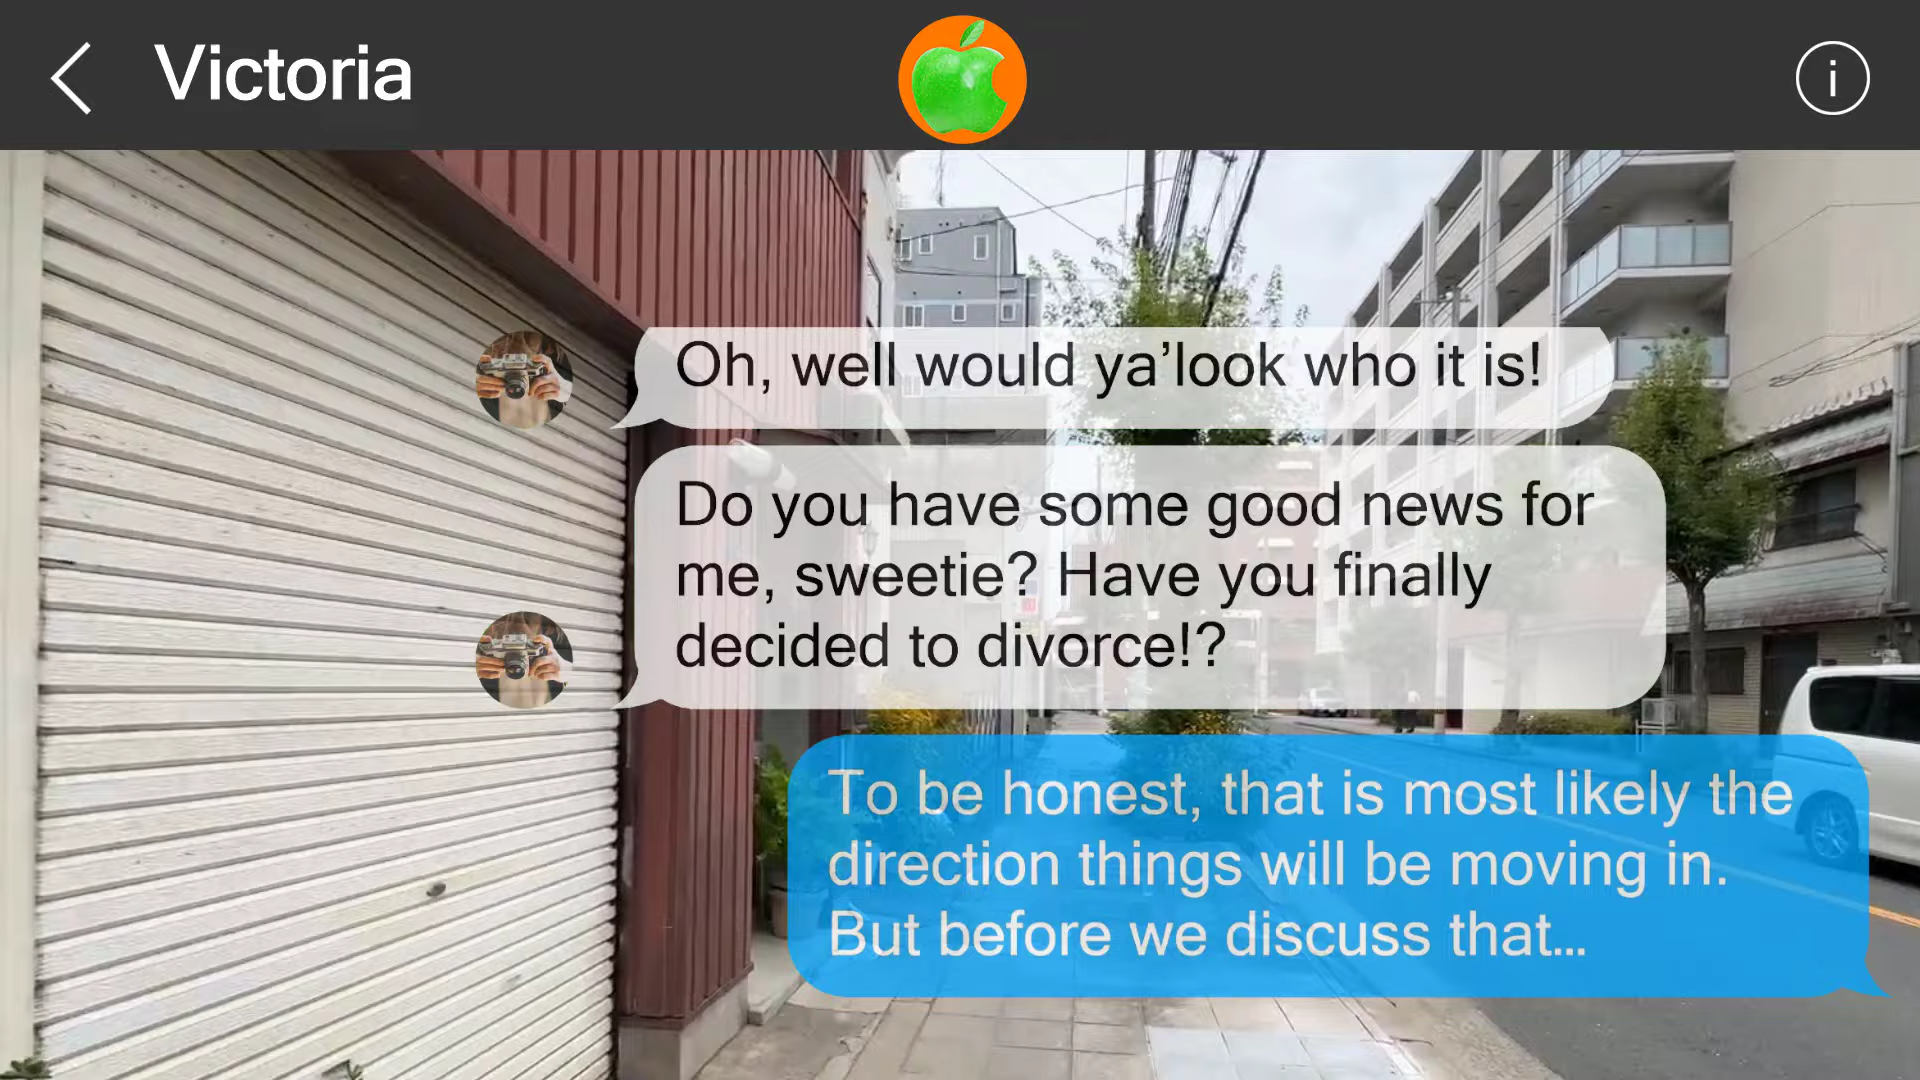 Victoria
i
Oh, well would ya’look who it is!
Do you have some good news for
me, sweetie? Have you finally
decided to divorce!?
To be honest, that is most likely the
direction things will be moving in.
But before we discuss that...